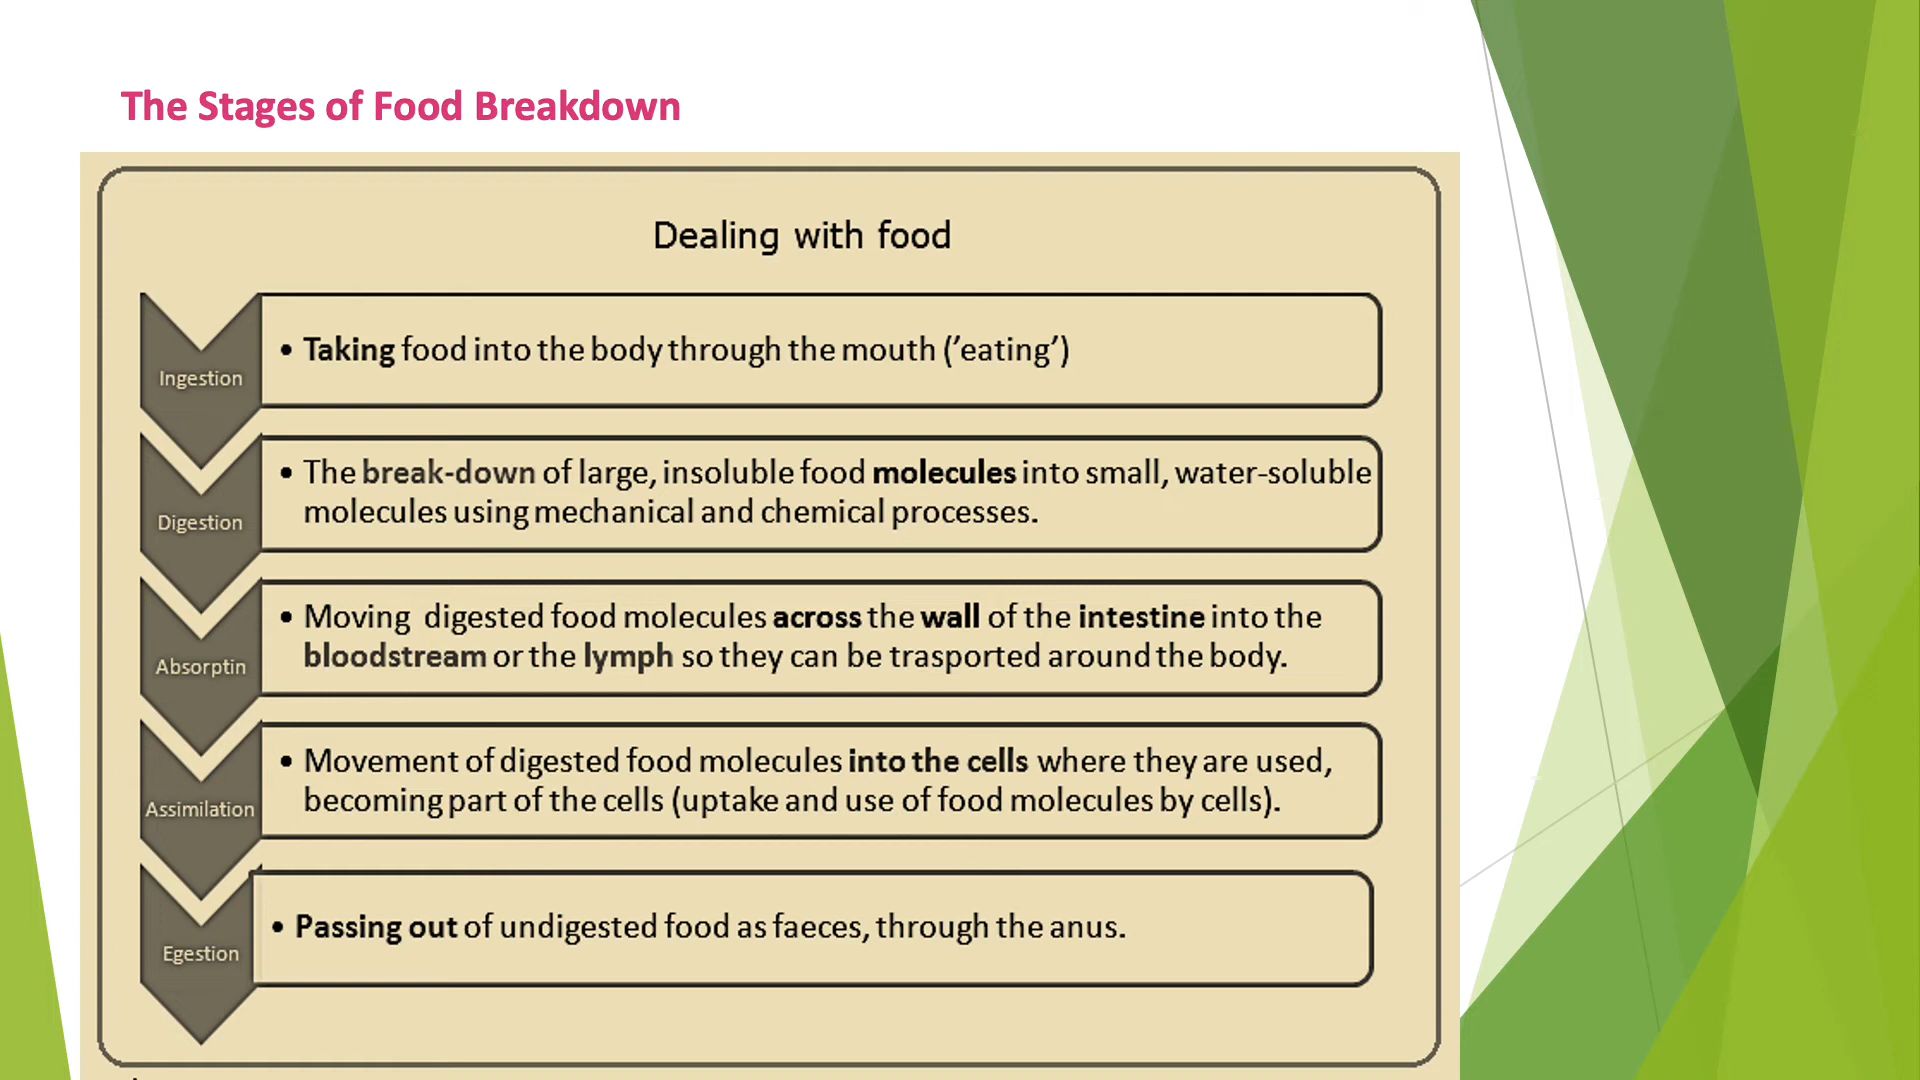 The Stages of Food Breakdown
Dealing with food
Ingestion
• Taking food into the body through the mouth (’eating’)
Digestion
• The break-down of large, insoluble food molecules into small, water-soluble
molecules using mechanical and chemical processes.
Absorptin
• Moving digested food molecules across the wall of the intestine into the
bloodstream or the lymph so they can be trasported around the body.
Assimilation
• Movement of digested food molecules into the cells where they are used,
becoming part of the cells (uptake and use of food molecules by cells).
Egestion
• Passing out of undigested food as faeces, through the anus.